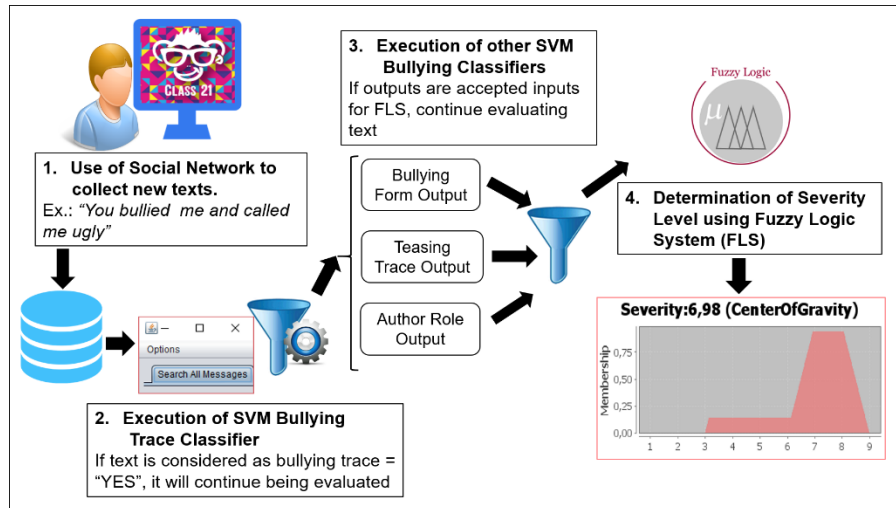 CLASS 21
1. Use of Social Network to
collect new texts.
Ex.: “You bullied me and called
me ugly”
Options
Search All Messages
2. Execution of SVM Bullying
Trace Classifier
If text is considered as bullying trace =
“YES”, it will continue being evaluated
3. Execution of other SVM
Bullying Classifiers
If outputs are accepted inputs
for FLS, continue evaluating
text
Bullying
Form Output
Teasing
Trace Output
Author Role
Output
Fuzzy Logic
μ
4. Determination of Severity
Level using Fuzzy Logic
System (FLS)
Severity:6,98 (CenterOfGravity)
Membership
0,75
0,50
0,25
0,00
1 2 3 4 5 6 7 8 9